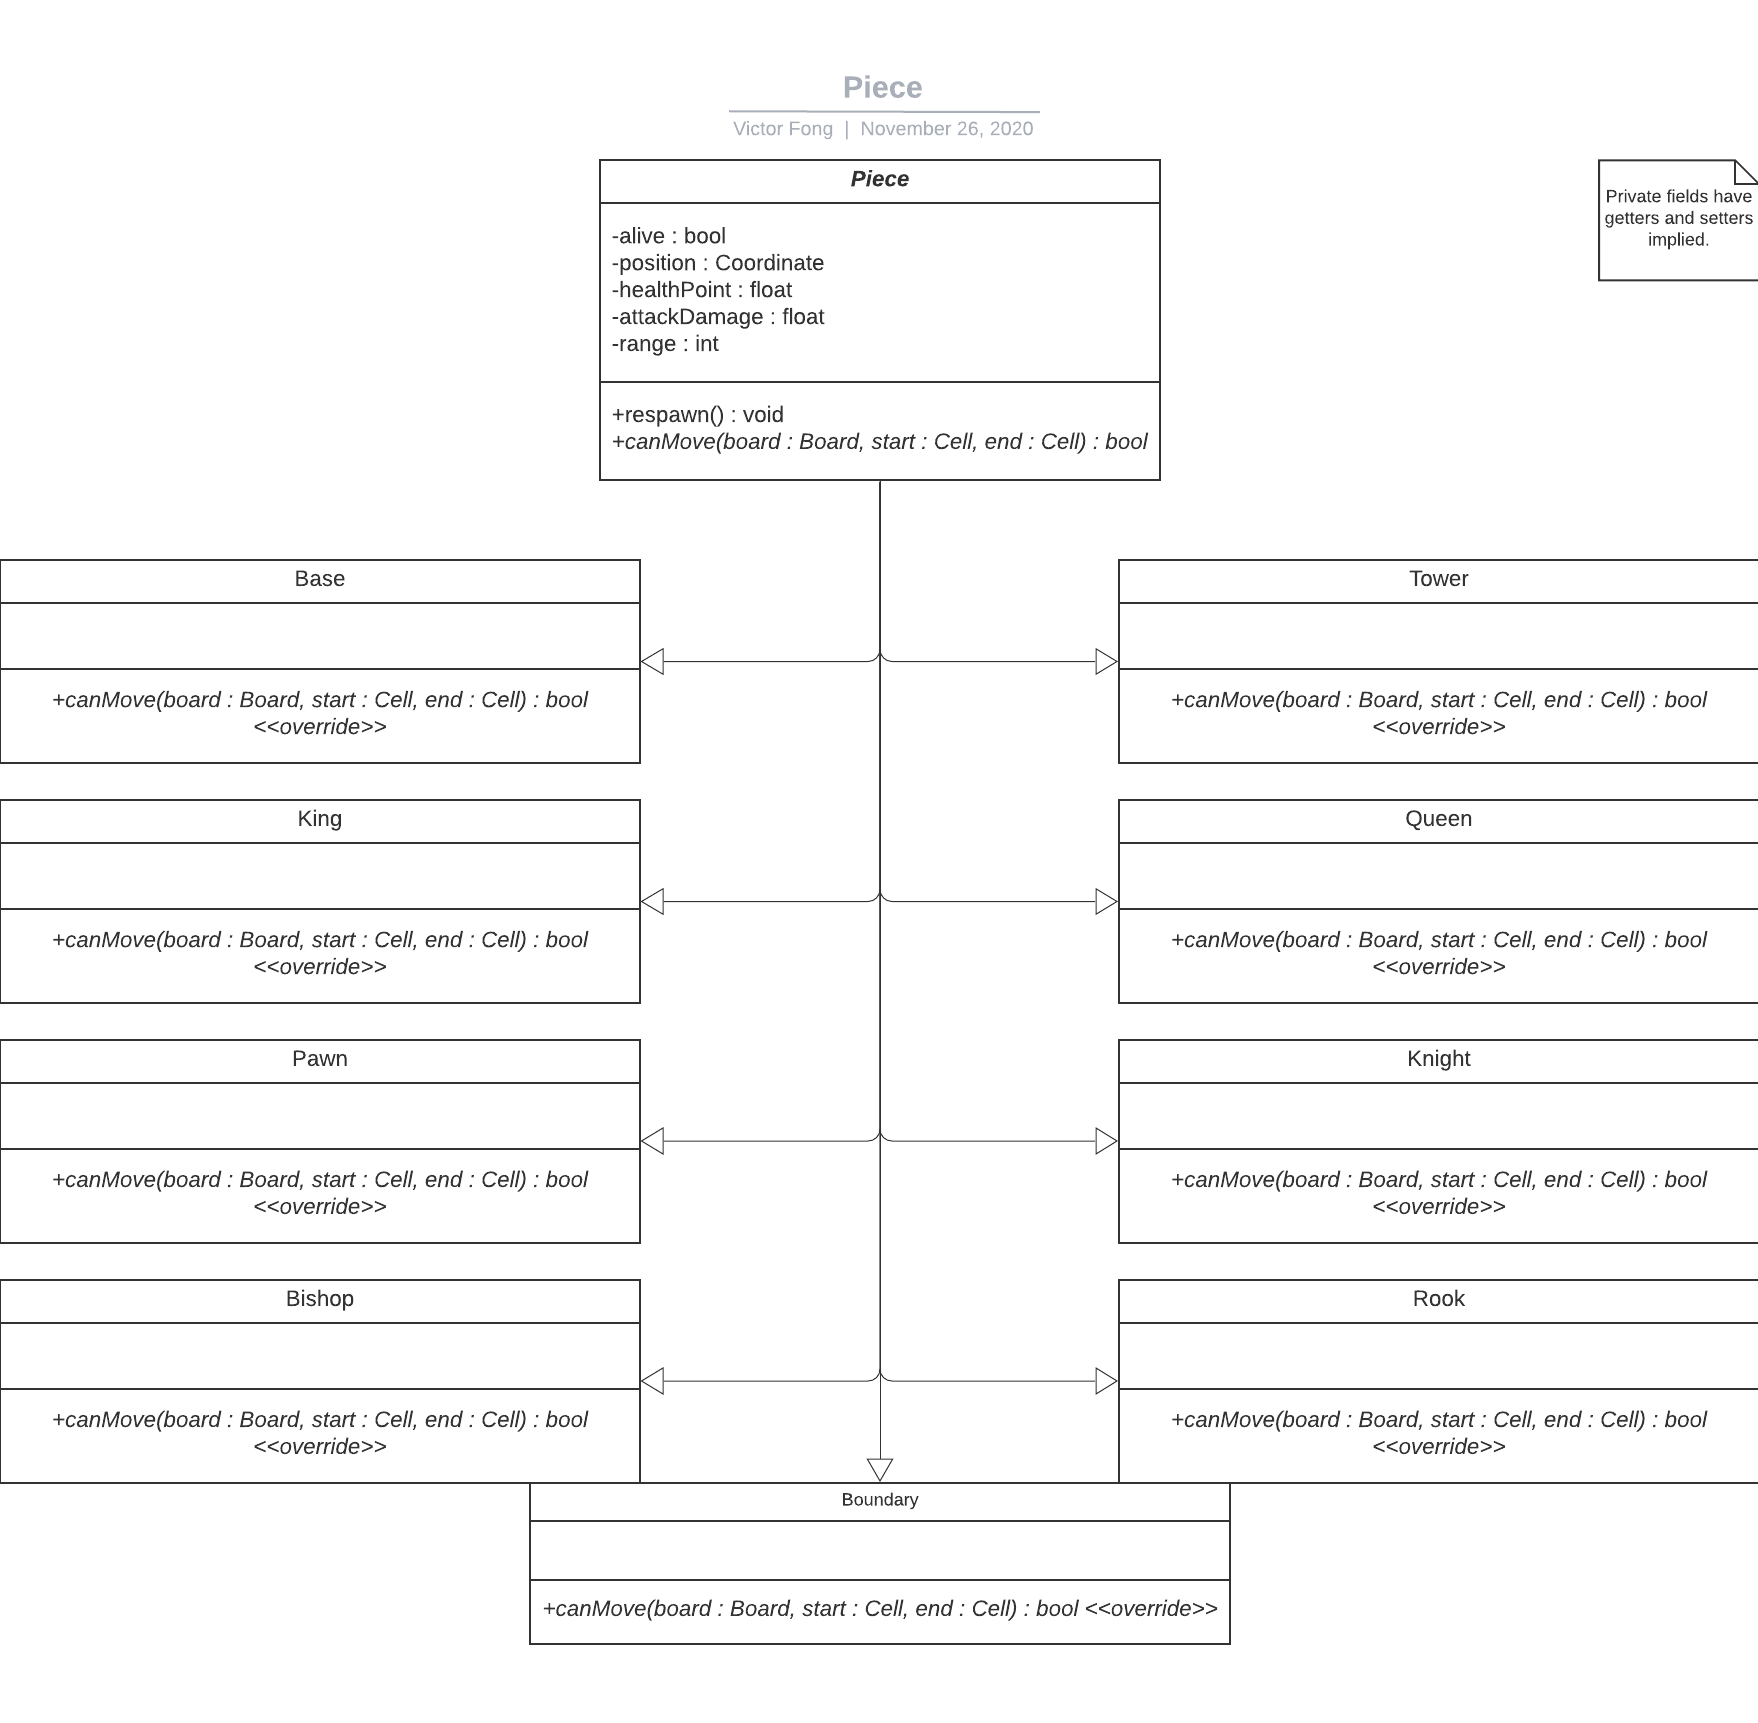 Piece
Victor Fong | November 26, 2020
Piece
-alive : bool
-position : Coordinate
-healthPoint : float
-attackDamage : float
-range : int
+respawn() : void
+canMove(board : Board, start : Cell, end : Cell) : bool
Private fields have
getters and setters
implied.
Base
+canMove(board : Board, start : Cell, end : Cell) : bool
<<override>>
Tower
+canMove(board : Board, start : Cell, end : Cell) : bool
<<override>>
King
+canMove(board : Board, start : Cell, end : Cell) : bool
<<override>>
Queen
+canMove(board : Board, start : Cell, end : Cell) : bool
<<override>>
Pawn
+canMove(board : Board, start : Cell, end : Cell) : bool
<<override>>
Knight
+canMove(board : Board, start : Cell, end : Cell) : bool
<<override>>
Bishop
+canMove(board : Board, start : Cell, end : Cell) : bool
<<override>>
Rook
+canMove(board : Board, start : Cell, end : Cell) : bool
<<override>>
Boundary
+canMove(board : Board, start : Cell, end : Cell) : bool <<override>>